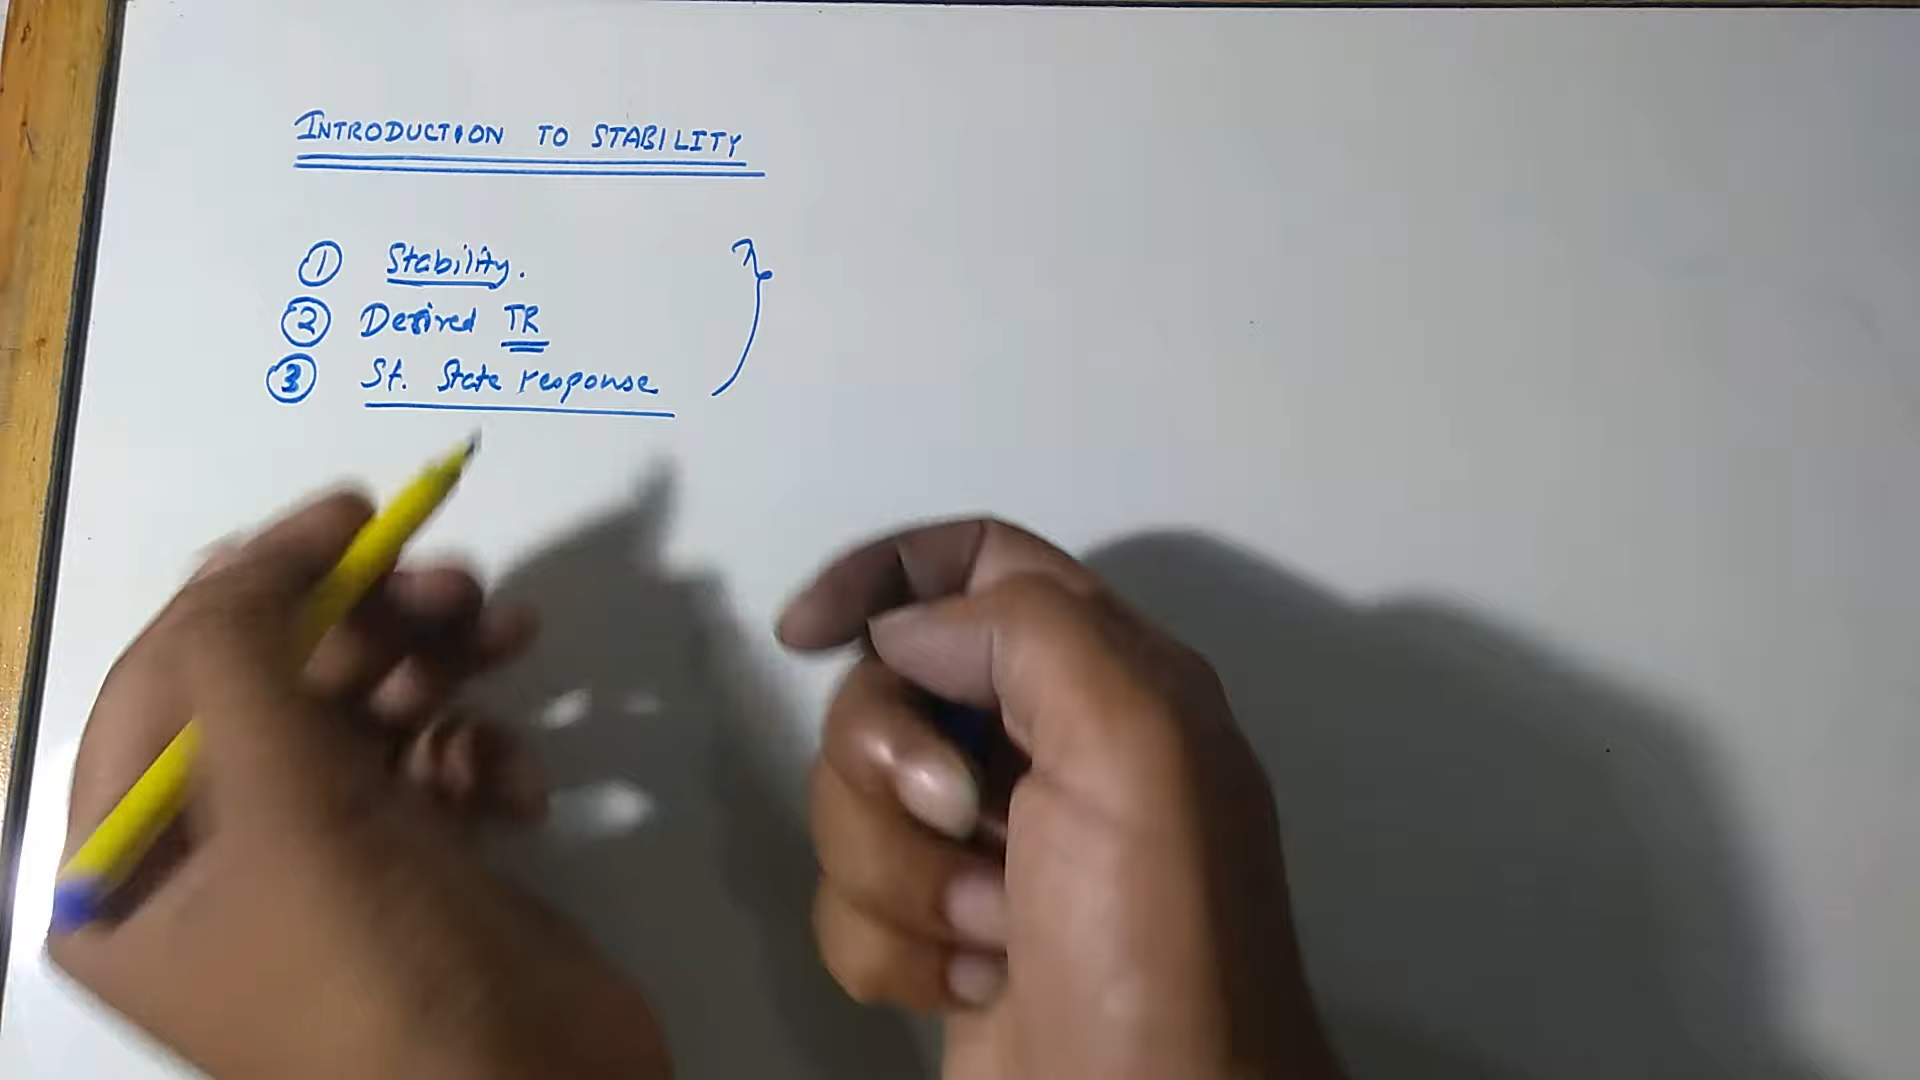 INTRODUCTION TO STABILITY
① Stability.
② Desired TR
③ St. State response